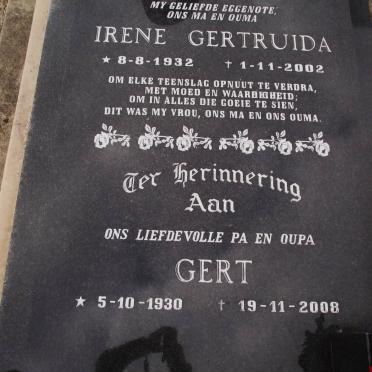 MY GELIEFDE EGGENOTE,
ONS MA EN OUMA
IRENE GERTRUIDA
★ 8-8-1932 † 1-11-2002
OM ELKE TEENSLAG OPNUUT TE VERDRA,
MET MOED EN WAARDIGHEID;
OM IN ALLES DIE GOEIE TE SIEN,
DIT WAS MY VROU, ONS MA EN ONS OUMA.
Ter Herinnering
Aan
ONS LIEFDEVOLLE PA EN OUPA
GERT
★ 5-10-1930 † 19-11-2008